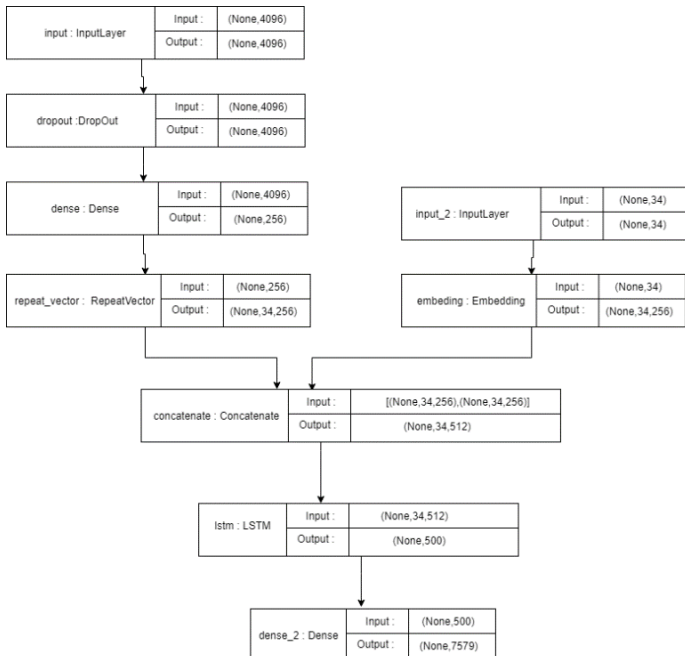 input : InputLayer
Input : (None,4096)
Output : (None,4096)
dropout :DropOut
Input : (None,4096)
Output : (None,4096)
dense : Dense
Input : (None,4096)
Output : (None,256)
input_2 : InputLayer
Input : (None,34)
Output : (None,34)
repeat_vector : RepeatVector
Input : (None,256)
Output : (None,34,256)
embeding : Embedding
Input : (None,34)
Output : (None,34,256)
concatenate : Concatenate
Input : [(None,34,256),(None,34,256)]
Output : (None,34,512)
lstm : LSTM
Input : (None,34,512)
Output : (None,500)
dense_2 : Dense
Input : (None,500)
Output : (None,7579)